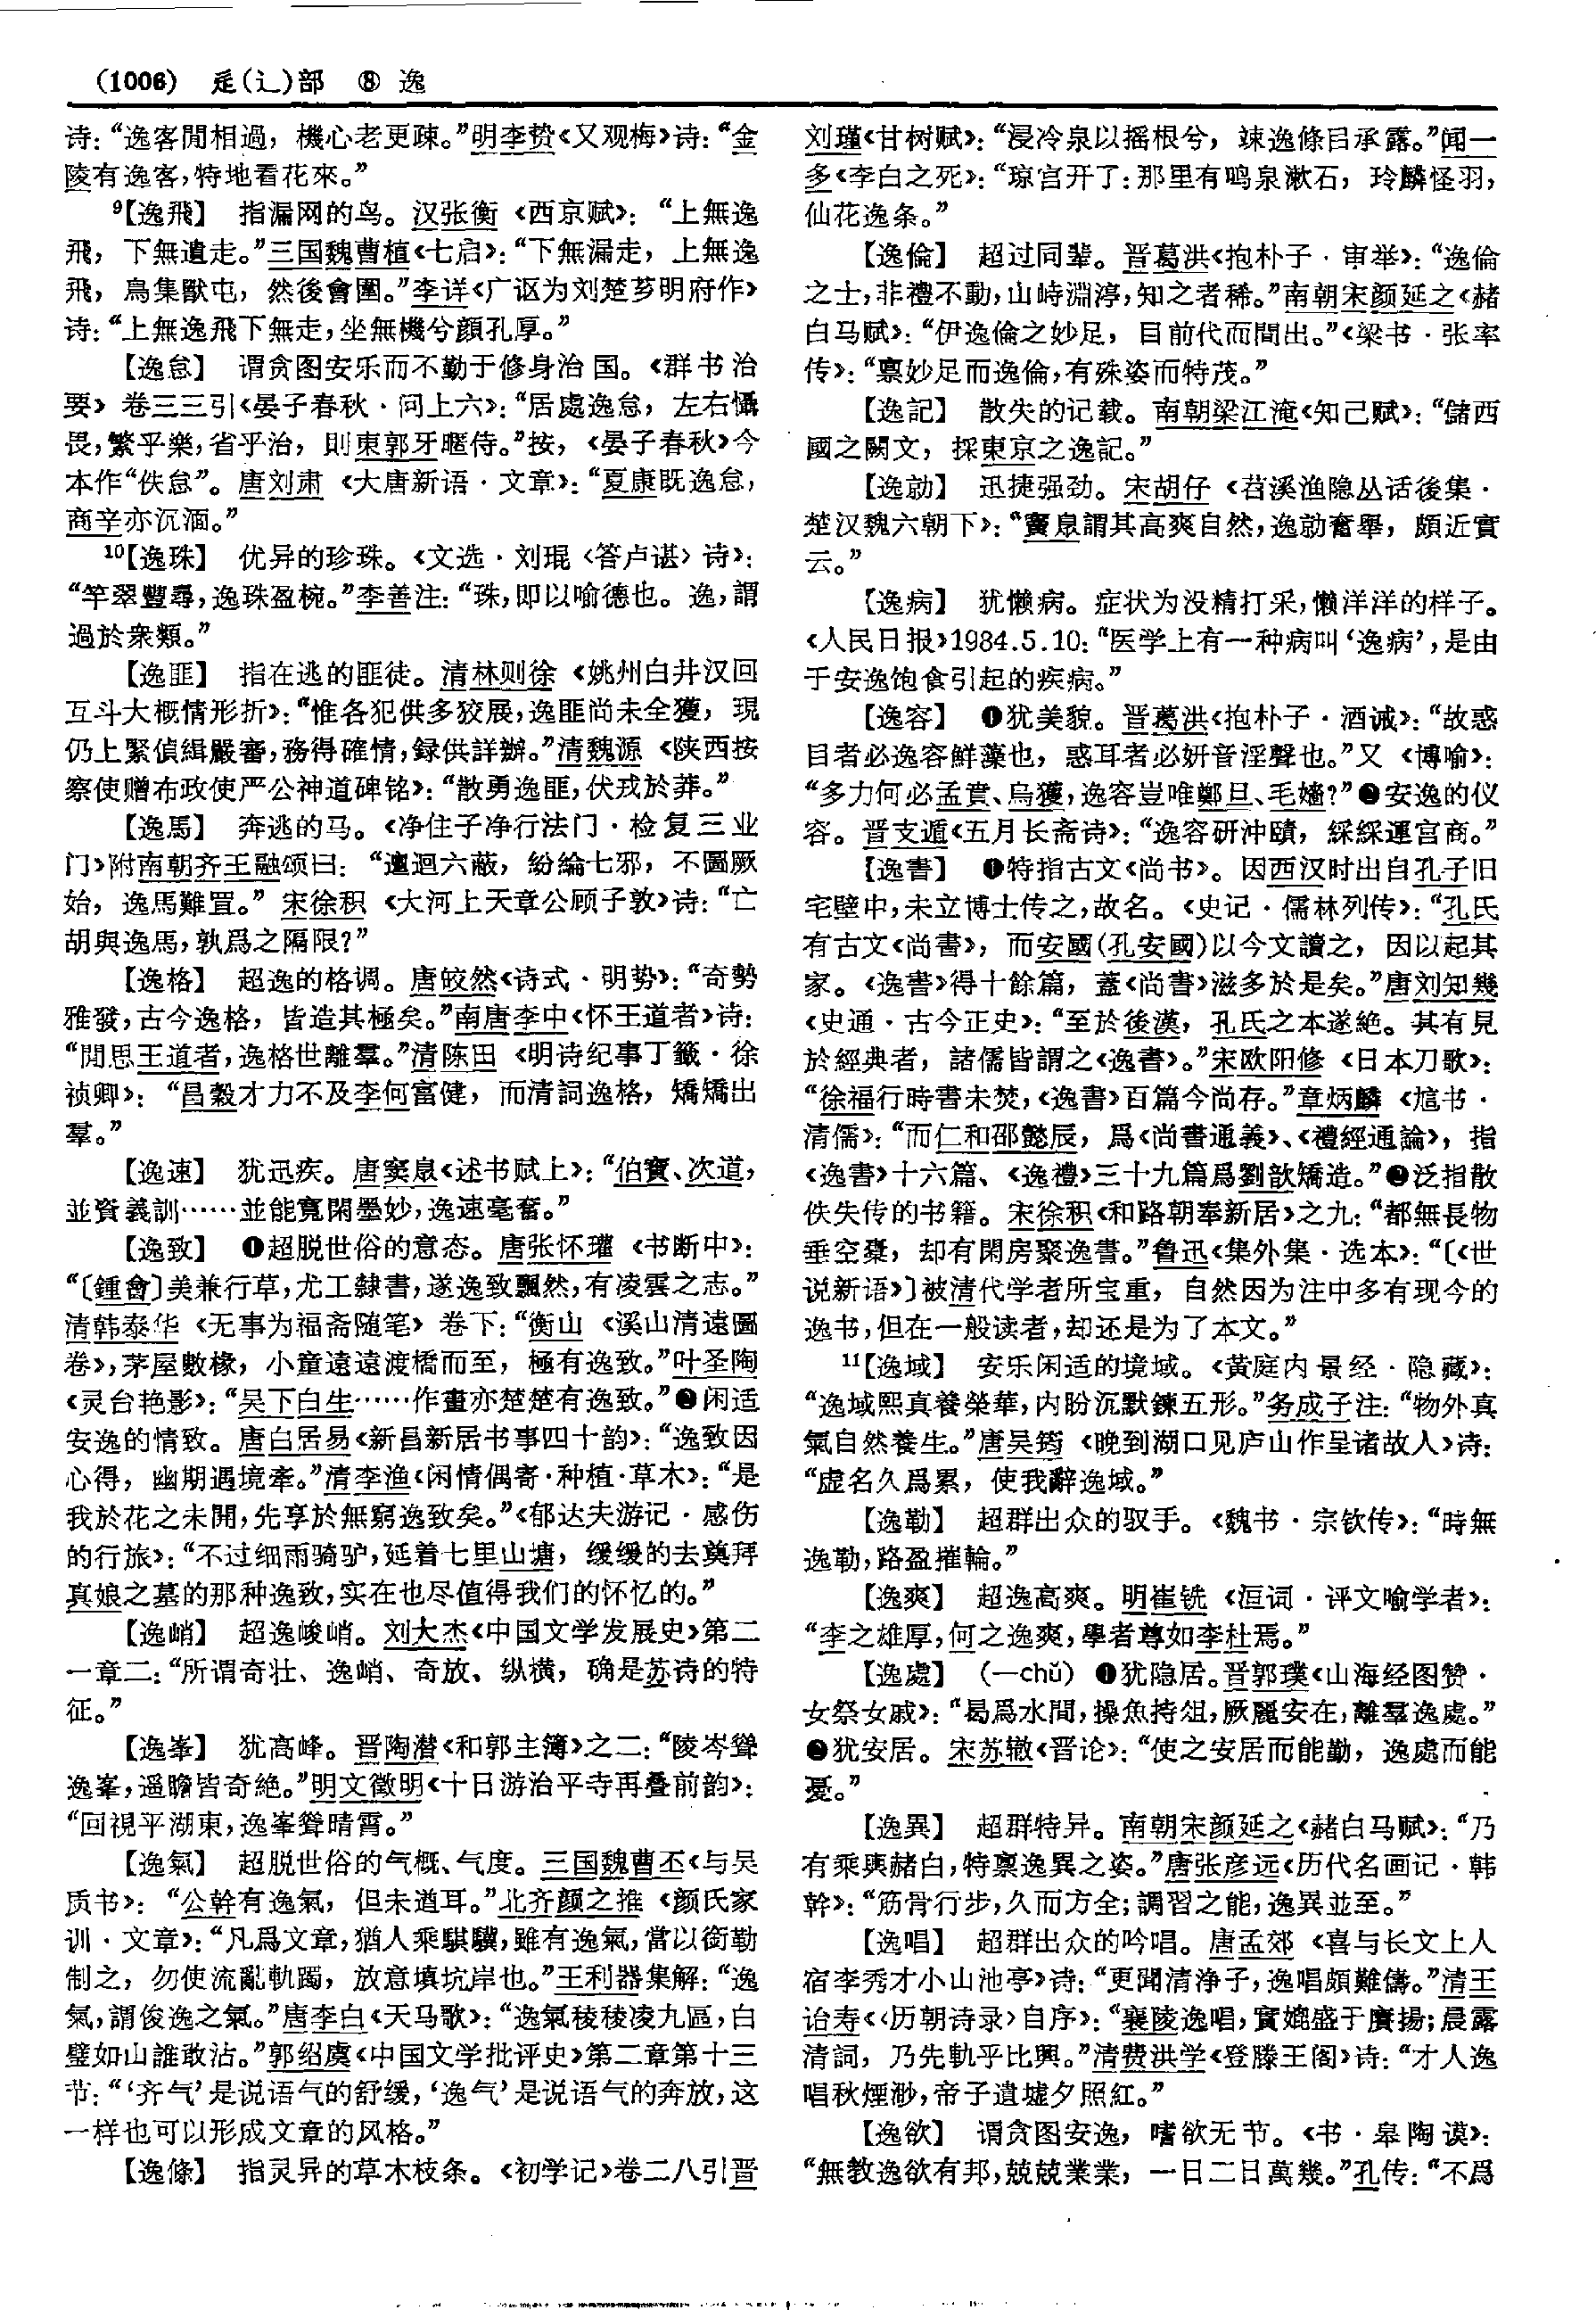 (1006) 辵(辶)部 ⑧ 逸
诗：“逸客閒相過，機心老更疎。”明李贽《又观梅》诗：“金
陵有逸客，特地看花來。”
⁹【逸飛】 指漏网的鸟。汉张衡《西京赋》：“上無逸
飛，下無遺走。”三国魏曹植《七启》：“下無漏走，上無逸
飛，鳥集獸屯，然後會圍。”李详《广讴为刘楚芗明府作》
诗：“上無逸飛下無走，坐無機兮顔孔厚。”
【逸怠】 谓贪图安乐而不勤于修身治国。《群书治
要》卷三三引《晏子春秋·问上六》：“居處逸怠，左右懾
畏，繁乎樂，省乎治，則東郭牙暱侍。”按，《晏子春秋》今
本作“佚怠”。唐刘肃《大唐新语·文章》：“夏康既逸怠，
商辛亦沉湎。”
¹⁰【逸珠】 优异的珍珠。《文选·刘琨〈答卢谌〉诗》：
“竿翠豐尋，逸珠盈椀。”李善注：“珠，即以喻德也。逸，謂
過於衆類。”
【逸匪】 指在逃的匪徒。清林则徐《姚州白井汉回
互斗大概情形折》：“惟各犯供多狡展，逸匪尚未全獲，現
仍上緊偵緝嚴審，務得確情，録供詳辦。”清魏源《陕西按
察使赠布政使严公神道碑铭》：“散勇逸匪，伏戎於莽。”
【逸馬】 奔逃的马。《净住子净行法门·检复三业
门》附南朝齐王融颂曰：“邅迴六蔽，紛綸七邪，不圖厥
始，逸馬難罝。”宋徐积《大河上天章公顾子敦》诗：“亡
胡與逸馬，孰爲之隔限？”
【逸格】 超逸的格调。唐皎然《诗式·明势》：“奇勢
雅發，古今逸格，皆造其極矣。”南唐李中《怀王道者》诗：
“閒思王道者，逸格世離羣。”清陈田《明诗纪事丁籤·徐
祯卿》：“昌穀才力不及李何富健，而清詞逸格，矯矯出
羣。”
【逸速】 犹迅疾。唐窦臮《述书赋上》：“伯寳、次道，
並資義訓……並能寬閑墨妙，逸速毫奮。”
【逸致】 ❶超脱世俗的意态。唐张怀瓘《书断中》：
“〔鍾會〕美兼行草，尤工隸書，遂逸致飄然，有凌雲之志。”
清韩泰华《无事为福斋随笔》卷下：“衡山《溪山清遠圖
卷》，茅屋數椽，小童遠遠渡橋而至，極有逸致。”叶圣陶
《灵台艳影》：“吴下白生……作畫亦楚楚有逸致。”❷闲适
安逸的情致。唐白居易《新昌新居书事四十韵》：“逸致因
心得，幽期遇境牽。”清李渔《闲情偶寄·种植·草木》：“是
我於花之未開，先享於無窮逸致矣。”《郁达夫游记·感伤
的行旅》：“不过细雨骑驴，延着七里山塘，缓缓的去奠拜
真娘之墓的那种逸致，实在也尽值得我们的怀忆的。”
【逸峭】 超逸峻峭。刘大杰《中国文学发展史》第二
一章二：“所谓奇壮、逸峭、奇放、纵横，确是苏诗的特
征。”
【逸峯】 犹高峰。晋陶潜《和郭主簿》之二：“陵岑聳
逸峯，遥瞻皆奇絶。”明文徵明《十日游治平寺再叠前韵》：
“回視平湖東，逸峯聳晴霄。”
【逸氣】 超脱世俗的气概、气度。三国魏曹丕《与吴
质书》：“公幹有逸氣，但未遒耳。”北齐颜之推《颜氏家
训·文章》：“凡爲文章，猶人乘騏驥，雖有逸氣，當以銜勒
制之，勿使流亂軌躅，放意填坑岸也。”王利器集解：“逸
氣，謂俊逸之氣。”唐李白《天马歌》：“逸氣稜稜凌九區，白
璧如山誰敢沽。”郭绍虞《中国文学批评史》第二章第十三
节：“‘齐气’是说语气的舒缓，‘逸气’是说语气的奔放，这
一样也可以形成文章的风格。”
【逸條】 指灵异的草木枝条。《初学记》卷二八引晋
刘瑾《甘树赋》：“浸冷泉以摇根兮，竦逸條目承露。”闻一
多《李白之死》：“琼宫开了：那里有鸣泉漱石，玲麟怪羽，
仙花逸条。”
【逸倫】 超过同辈。晋葛洪《抱朴子·审举》：“逸倫
之士，非禮不動，山峙淵渟，知之者稀。”南朝宋颜延之《赭
白马赋》：“伊逸倫之妙足，目前代而間出。”《梁书·张率
传》：“禀妙足而逸倫，有殊姿而特茂。”
【逸記】 散失的记载。南朝梁江淹《知己赋》：“儲西
國之闕文，採東京之逸記。”
【逸勍】 迅捷强劲。宋胡仔《苕溪渔隐丛话後集·
楚汉魏六朝下》：“竇臮謂其高爽自然，逸勍奮舉，頗近實
云。”
【逸病】 犹懒病。症状为没精打采，懒洋洋的样子。
《人民日报》1984.5.10：“医学上有一种病叫‘逸病’，是由
于安逸饱食引起的疾病。”
【逸容】 ❶犹美貌。晋葛洪《抱朴子·酒诫》：“故惑
目者必逸容鮮藻也，惑耳者必妍音淫聲也。”又《博喻》：
“多力何必孟賁、烏獲，逸容豈唯鄭旦、毛嬙？”❷安逸的仪
容。晋支遁《五月长斋诗》：“逸容研沖賾，綵綵運宫商。”
【逸書】 ❶特指古文《尚书》。因西汉时出自孔子旧
宅壁中，未立博士传之，故名。《史记·儒林列传》：“孔氏
有古文《尚書》，而安國(孔安國)以今文讀之，因以起其
家。《逸書》得十餘篇，蓋《尚書》滋多於是矣。”唐刘知幾
《史通·古今正史》：“至於後漢，孔氏之本遂絶。其有見
於經典者，諸儒皆謂之《逸書》。”宋欧阳修《日本刀歌》：
“徐福行時書未焚，《逸書》百篇今尚存。”章炳麟《訄书·
清儒》：“而仁和邵懿辰，爲《尚書通義》、《禮經通論》，指
《逸書》十六篇、《逸禮》三十九篇爲劉歆矯造。”❷泛指散
佚失传的书籍。宋徐积《和路朝奉新居》之九：“都無長物
垂空橐，却有閑房聚逸書。”鲁迅《集外集·选本》：“〔《世
说新语》〕被清代学者所宝重，自然因为注中多有现今的
逸书，但在一般读者，却还是为了本文。”
¹¹【逸域】 安乐闲适的境域。《黄庭内景经·隐藏》：
“逸域熙真養榮華，内盼沉默鍊五形。”务成子注：“物外真
氣自然養生。”唐吴筠《晚到湖口见庐山作呈诸故人》诗：
“虚名久爲累，使我辭逸域。”
【逸勒】 超群出众的驭手。《魏书·宗钦传》：“時無
逸勒，路盈摧輪。”
【逸爽】 超逸高爽。明崔铣《洹词·评文喻学者》：
“李之雄厚，何之逸爽，學者尊如李杜焉。”
【逸處】 (—chǔ) ❶犹隐居。晋郭璞《山海经图赞·
女祭女戚》：“曷爲水間，操魚持俎，厥麗安在，離羣逸處。”
❷犹安居。宋苏辙《晋论》：“使之安居而能勤，逸處而能
憂。”
【逸異】 超群特异。南朝宋颜延之《赭白马赋》：“乃
有乘輿赭白，特禀逸異之姿。”唐张彦远《历代名画记·韩
幹》：“筋骨行步，久而方全；調習之能，逸異並至。”
【逸唱】 超群出众的吟唱。唐孟郊《喜与长文上人
宿李秀才小山池亭》诗：“更聞清淨子，逸唱頗難儔。”清王
诒寿《〈历朝诗录〉自序》：“襄陵逸唱，實媲盛于賡揚；晨露
清詞，乃先軌乎比興。”清费洪学《登滕王阁》诗：“才人逸
唱秋煙渺，帝子遺墟夕照紅。”
【逸欲】 谓贪图安逸，嗜欲无节。《书·皋陶谟》：
“無教逸欲有邦，兢兢業業，一日二日萬幾。”孔传：“不爲